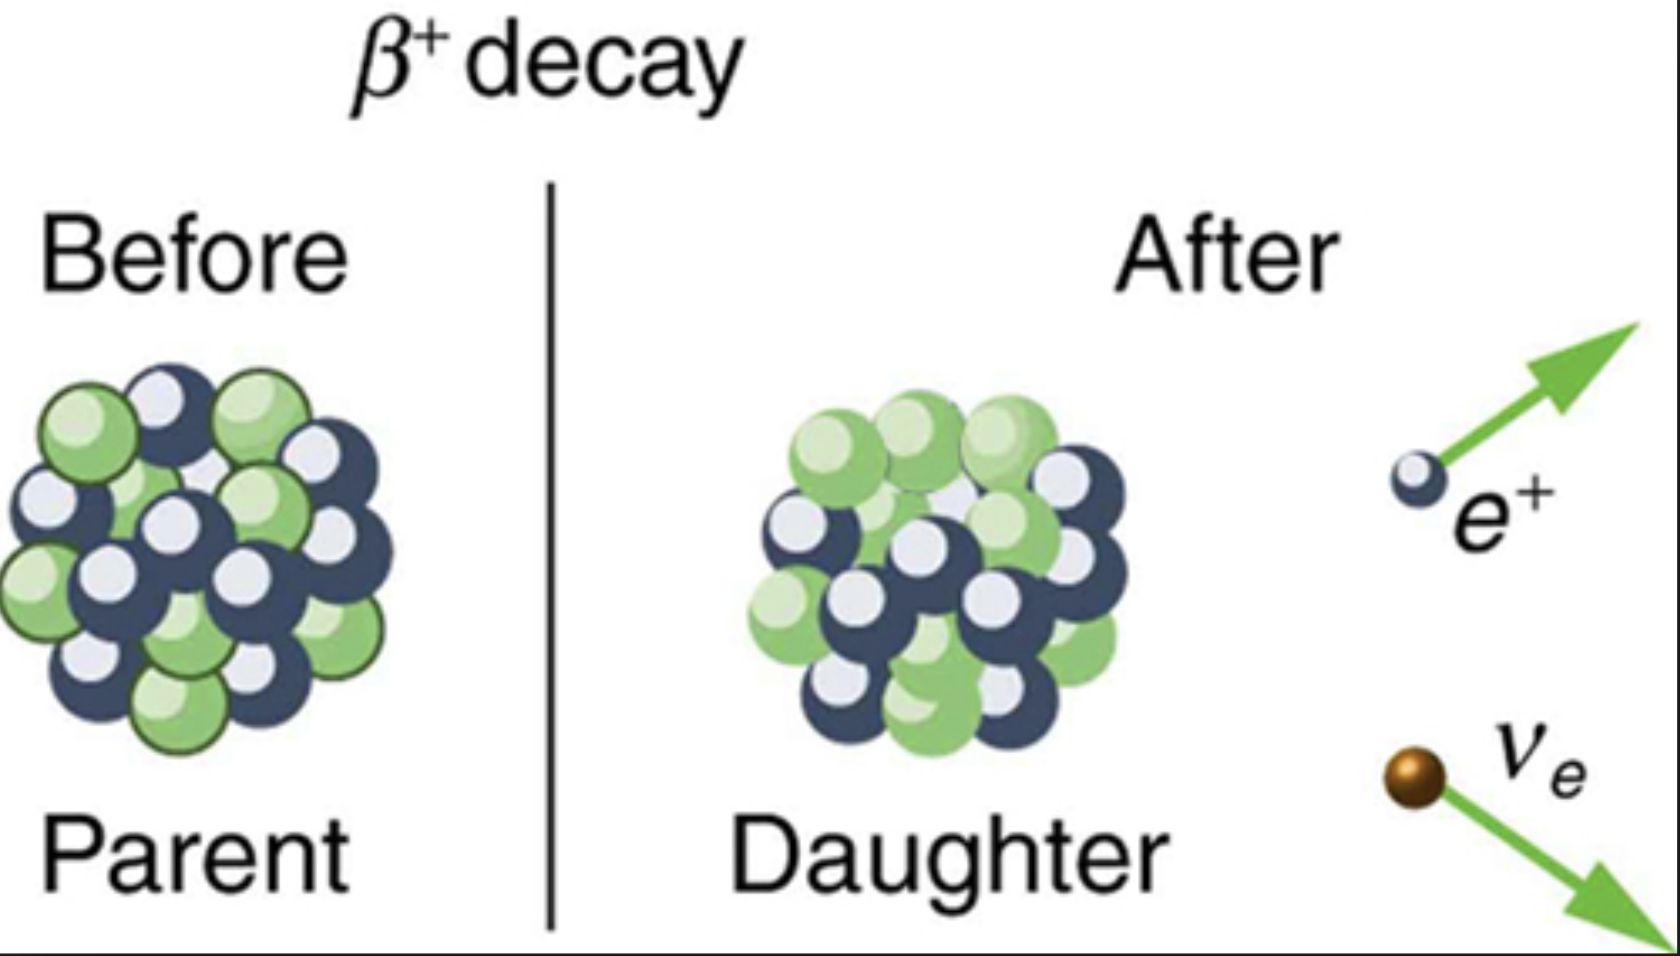 β⁺ decay
Before
After
e⁺
νₑ
Parent
Daughter